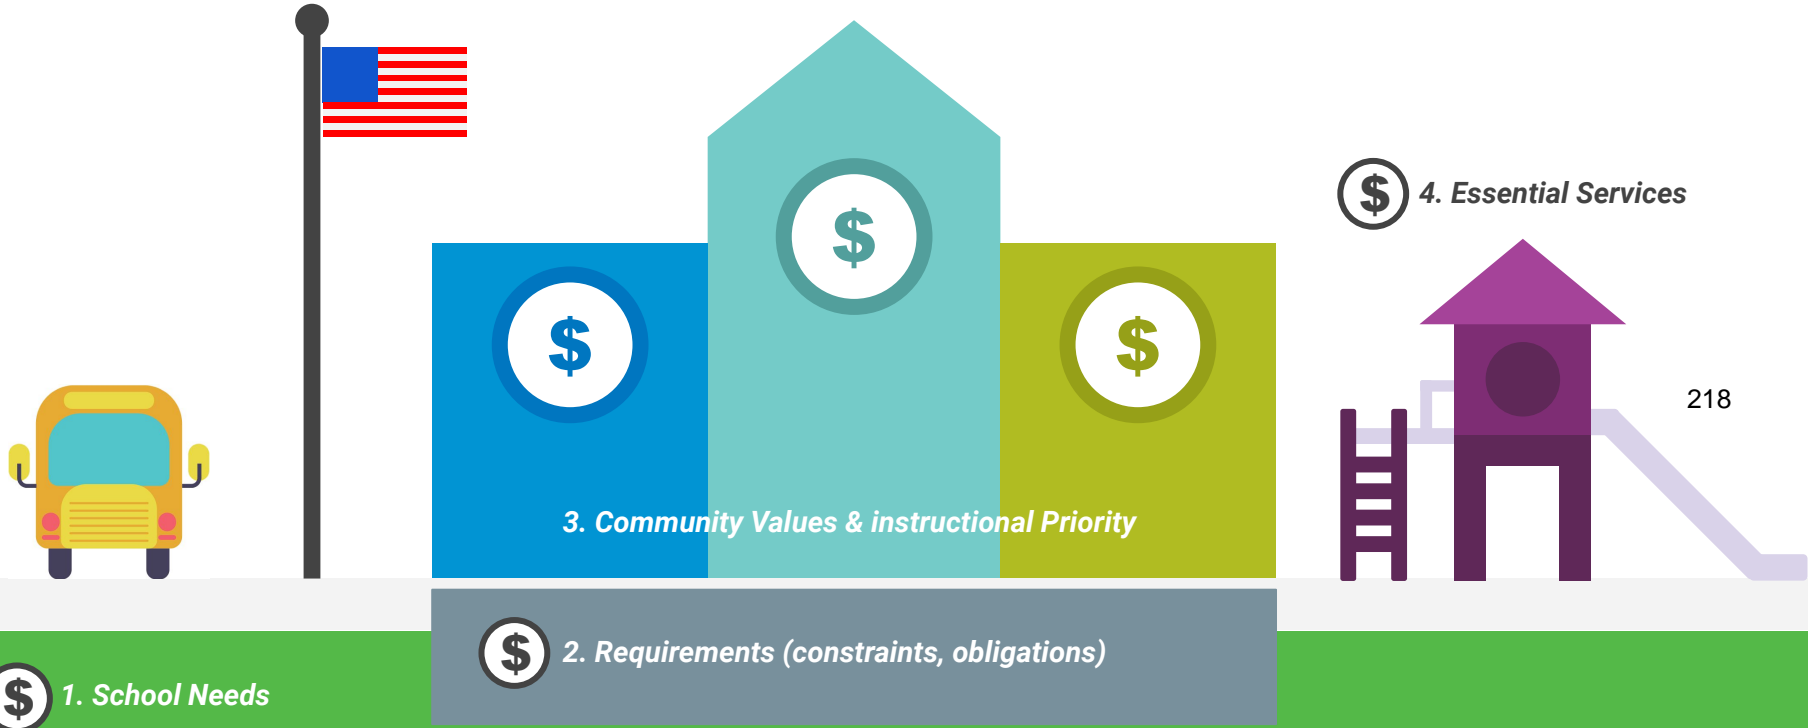 $
$ 4. Essential Services
$
$
218
3. Community Values & instructional Priority
$ 2. Requirements (constraints, obligations)
$ 1. School Needs